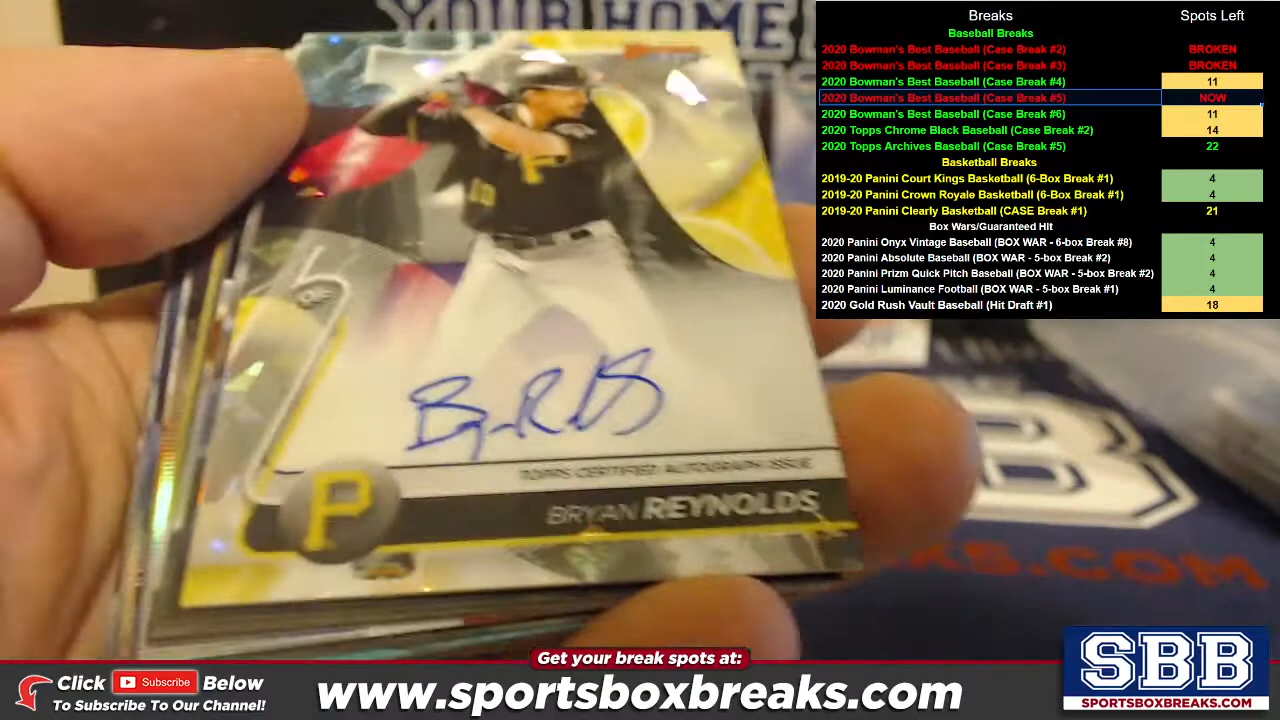 YOUR HOME
Breaks Spots Left
Baseball Breaks
2020 Bowman's Best Baseball (Case Break #2) BROKEN
2020 Bowman's Best Baseball (Case Break #3) BROKEN
2020 Bowman's Best Baseball (Case Break #4) 11
2020 Bowman's Best Baseball (Case Break #5) NOW
2020 Bowman's Best Baseball (Case Break #6) 11
2020 Topps Chrome Black Baseball (Case Break #2) 14
2020 Topps Archives Baseball (Case Break #5) 22
Basketball Breaks
2019-20 Panini Court Kings Basketball (6-Box Break #1) 4
2019-20 Panini Crown Royale Basketball (6-Box Break #1) 4
2019-20 Panini Clearly Basketball (CASE Break #1) 21
Box Wars/Guaranteed Hit
2020 Panini Onyx Vintage Baseball (BOX WAR - 6-box Break #8) 4
2020 Panini Absolute Baseball (BOX WAR - 5-box Break #2) 4
2020 Panini Prizm Quick Pitch Baseball (BOX WAR - 5-box Break #2) 4
2020 Panini Luminance Football (BOX WAR - 5-box Break #1) 4
2020 Gold Rush Vault Baseball (Hit Draft #1) 18
P
10
TOPPS CERTIFIED AUTOGRAPH ISSUE
P
BRYAN REYNOLDS
B
KS.COM
Get your break spots at:
Click Subscribe Below
To Subscribe To Our Channel!
www.sportsboxbreaks.com
SBB
SPORTSBOXBREAKS.COM